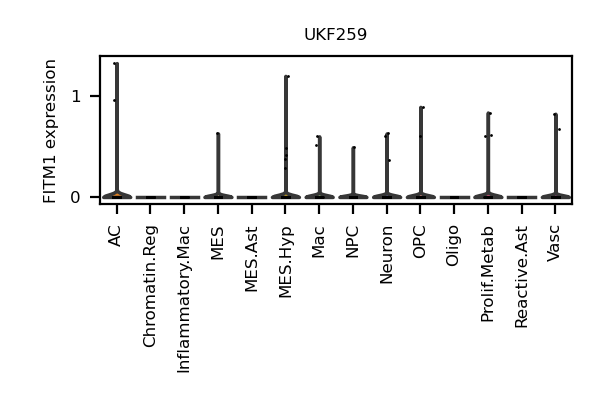 UKF259
FITM1 expression
1
0
AC
Chromatin.Reg
Inflammatory.Mac
MES
MES.Ast
MES.Hyp
Mac
NPC
Neuron
OPC
Oligo
Prolif.Metab
Reactive.Ast
Vasc